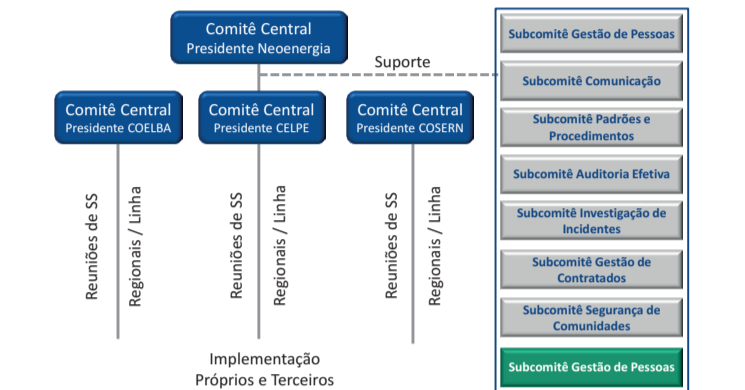 Comitê Central
Presidente Neoenergia
Suporte
Comitê Central
Presidente COELBA
Comitê Central
Presidente CELPE
Comitê Central
Presidente COSERN
Reuniões de SS
Regionais / Linha
Reuniões de SS
Regionais / Linha
Reuniões de SS
Regionais / Linha
Implementação
Próprios e Terceiros
Subcomitê Gestão de Pessoas
Subcomitê Comunicação
Subcomitê Padrões e
Procedimentos
Subcomitê Auditoria Efetiva
Subcomitê Investigação de
Incidentes
Subcomitê Gestão de
Contratados
Subcomitê Segurança de
Comunidades
Subcomitê Gestão de Pessoas